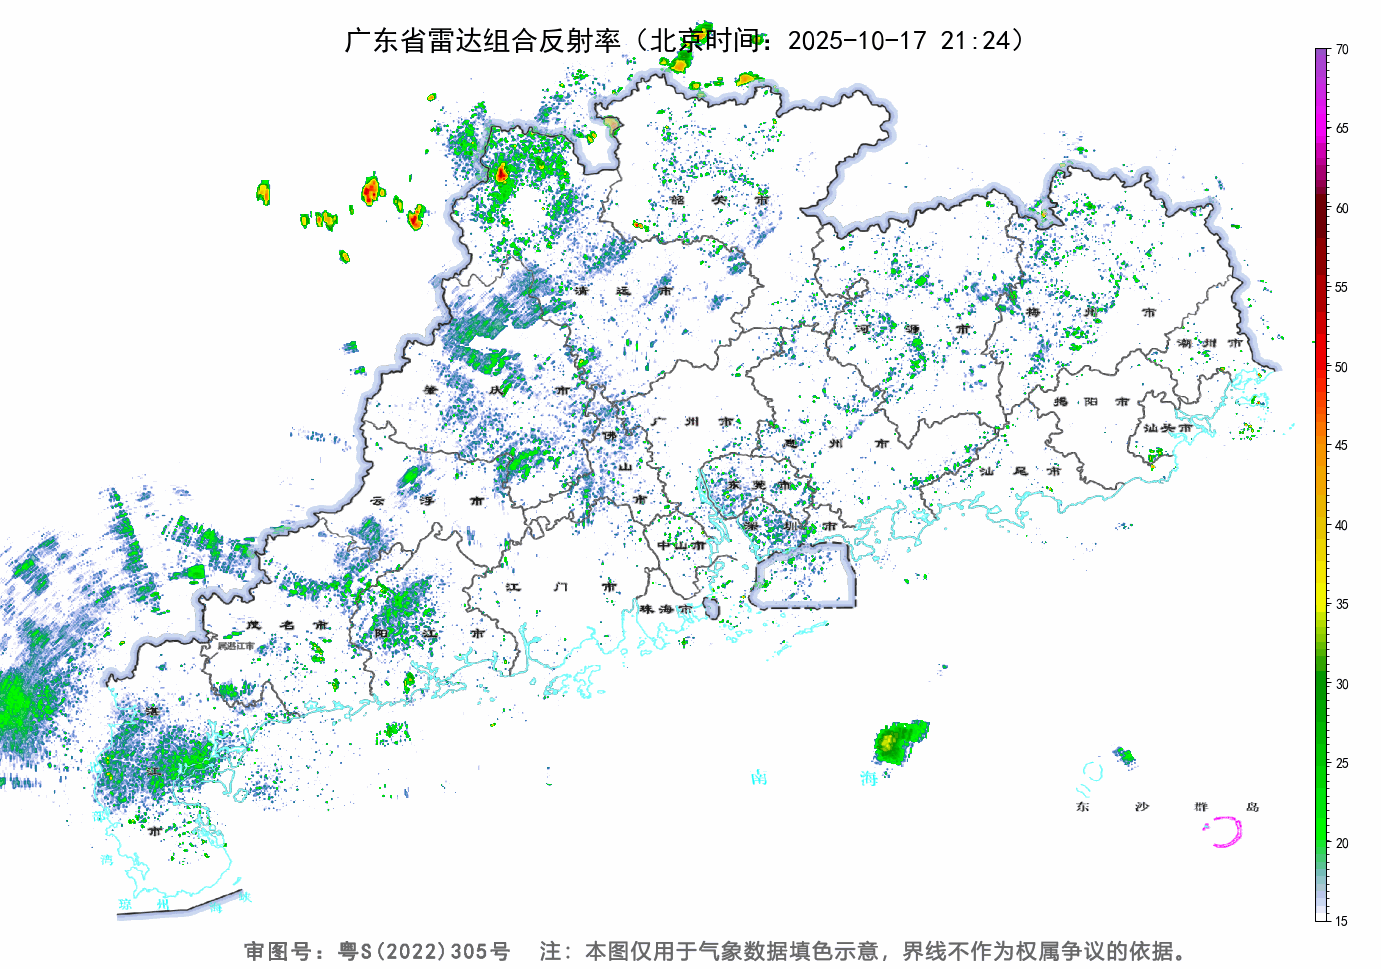 广东省雷达组合反射率（北京时间：2025-10-17 21:24）
70
65
60
55
50
45
40
35
30
25
20
15
韶关市
清远市
河源市
梅州市
潮州市
肇庆市
广州市
惠州市
揭阳市
汕头市
佛山市
云浮市
东莞市
汕尾市
深圳市
中山市
江门市
珠海市
茂名市
阳江市
属湛江市
湛江市
南海
东沙群岛
湾
琼州海峡
审图号：粤S(2022)305号 注：本图仅用于气象数据填色示意，界线不作为权属争议的依据。